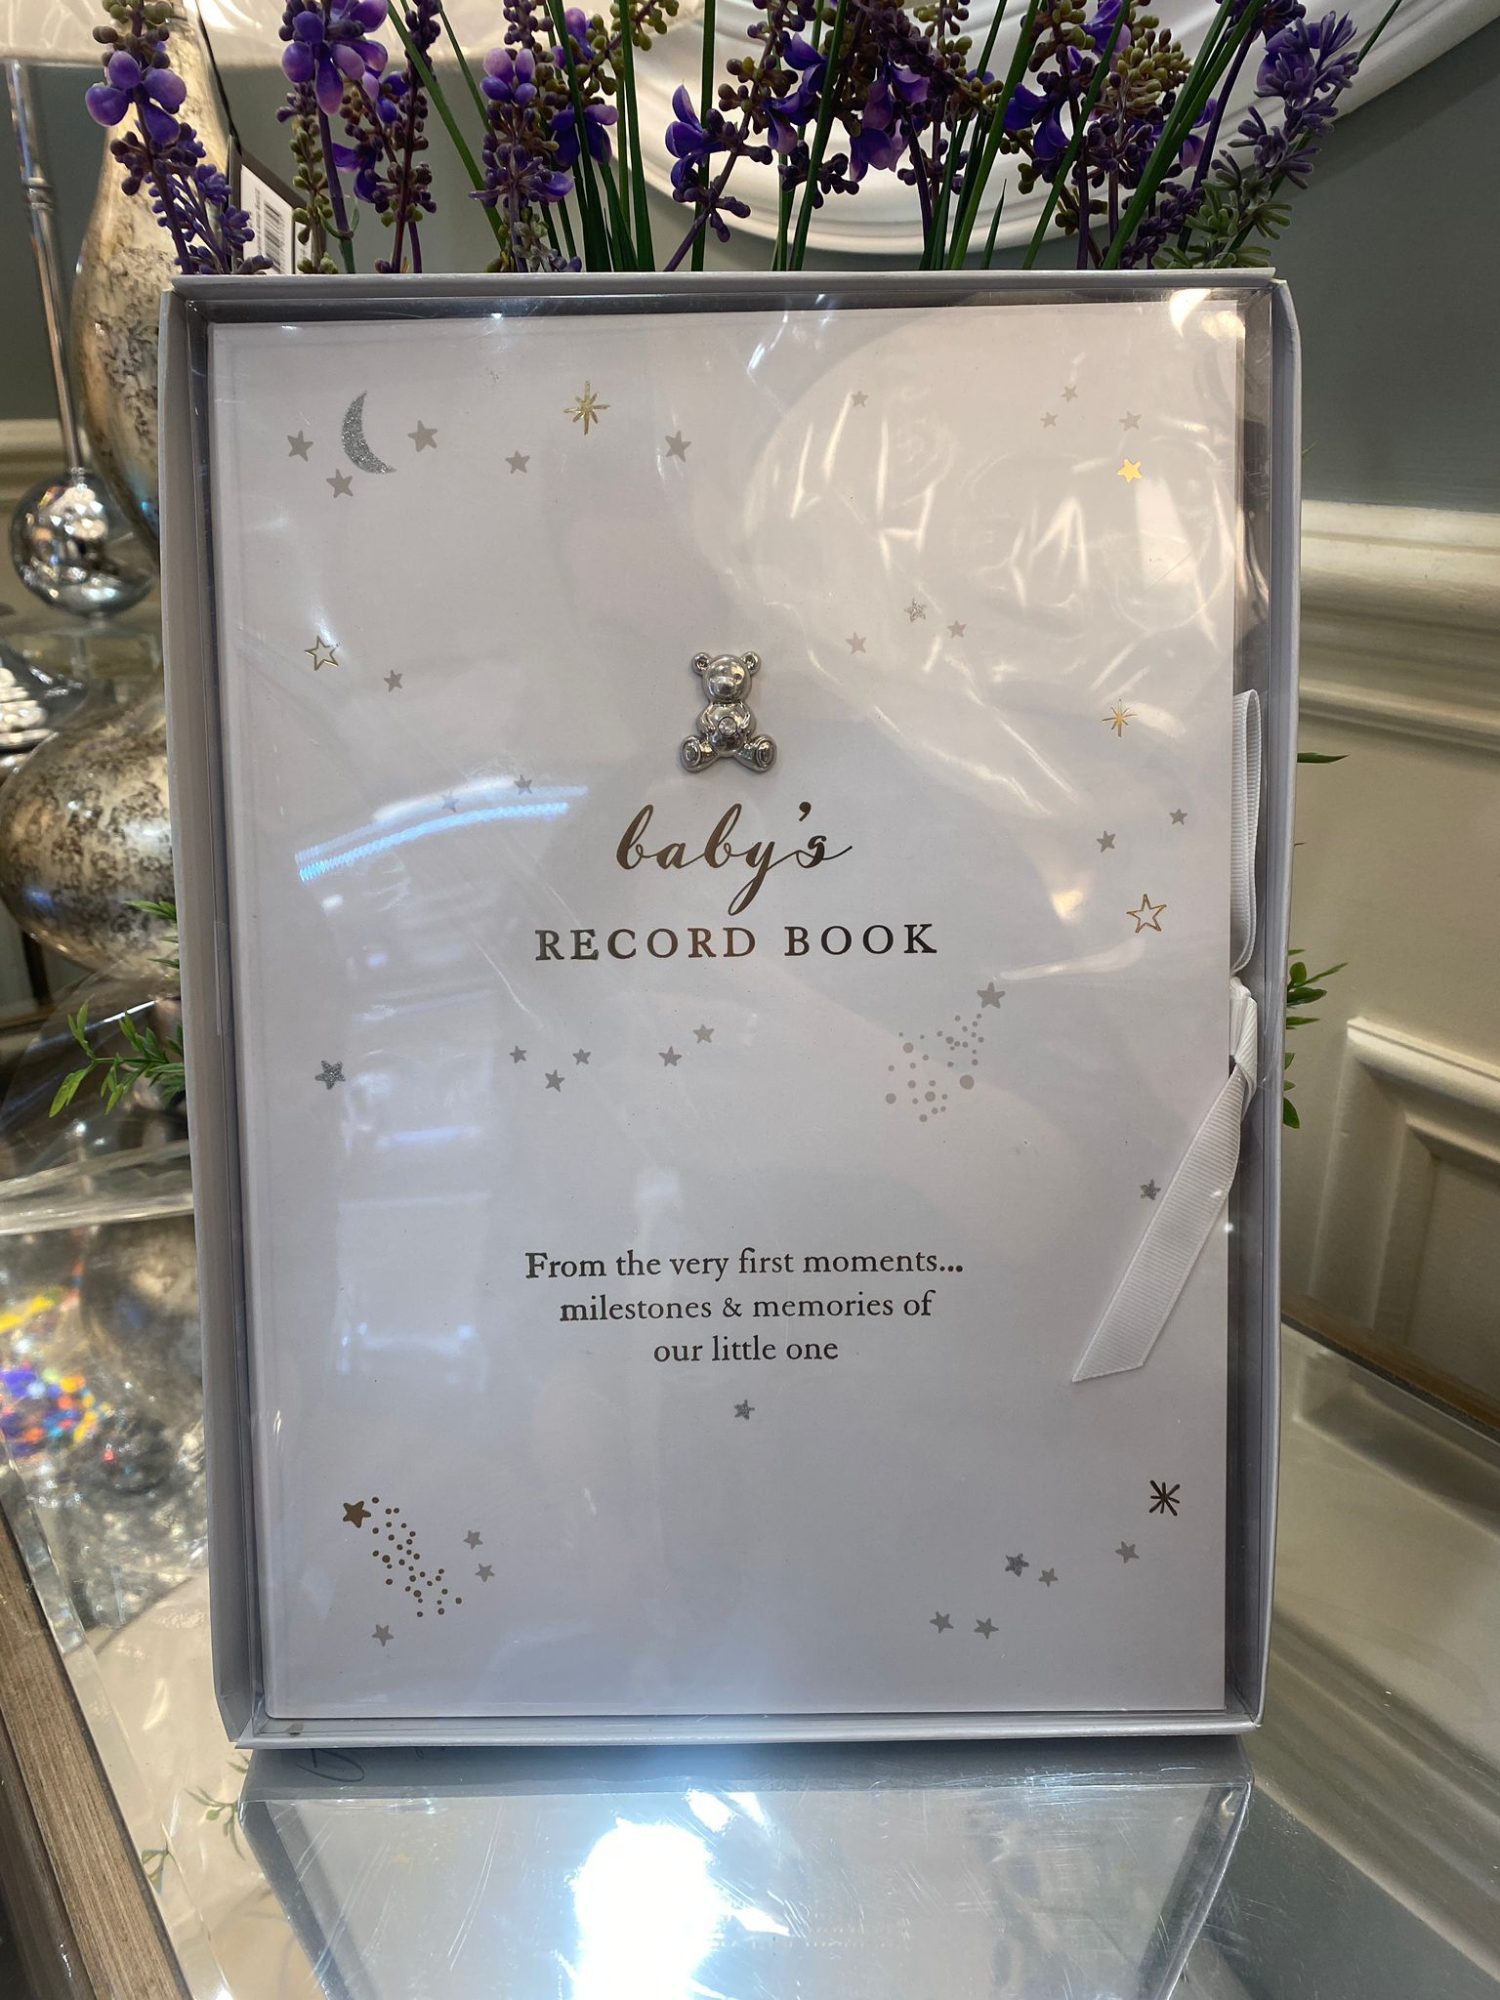 baby's
RECORD BOOK
From the very first moments...
milestones & memories of
our little one